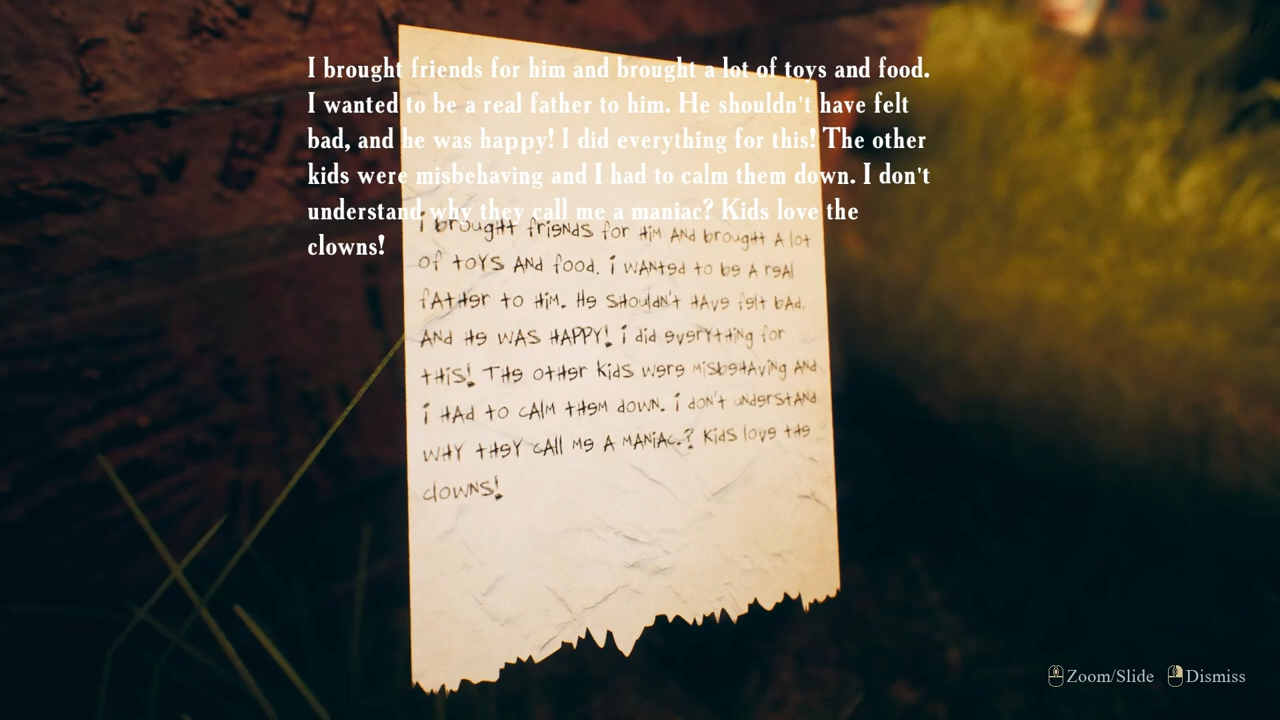 I brought friends for him and brought a lot of toys and food.
I wanted to be a real father to him. He shouldn't have felt
bad, and he was happy! I did everything for this! The other
kids were misbehaving and I had to calm them down. I don't
understand why they call me a maniac? Kids love the
clowns!
i brought friends for him and brought a lot
of toys and food. i wanted to be a real
father to him. He shouldn't have felt bad,
and he was happy! i did everything for
this! The other kids were misbehaving and
i had to calm them down. i don't understand
why they call me a maniac.? Kids love the
clowns!
Zoom/Slide Dismiss